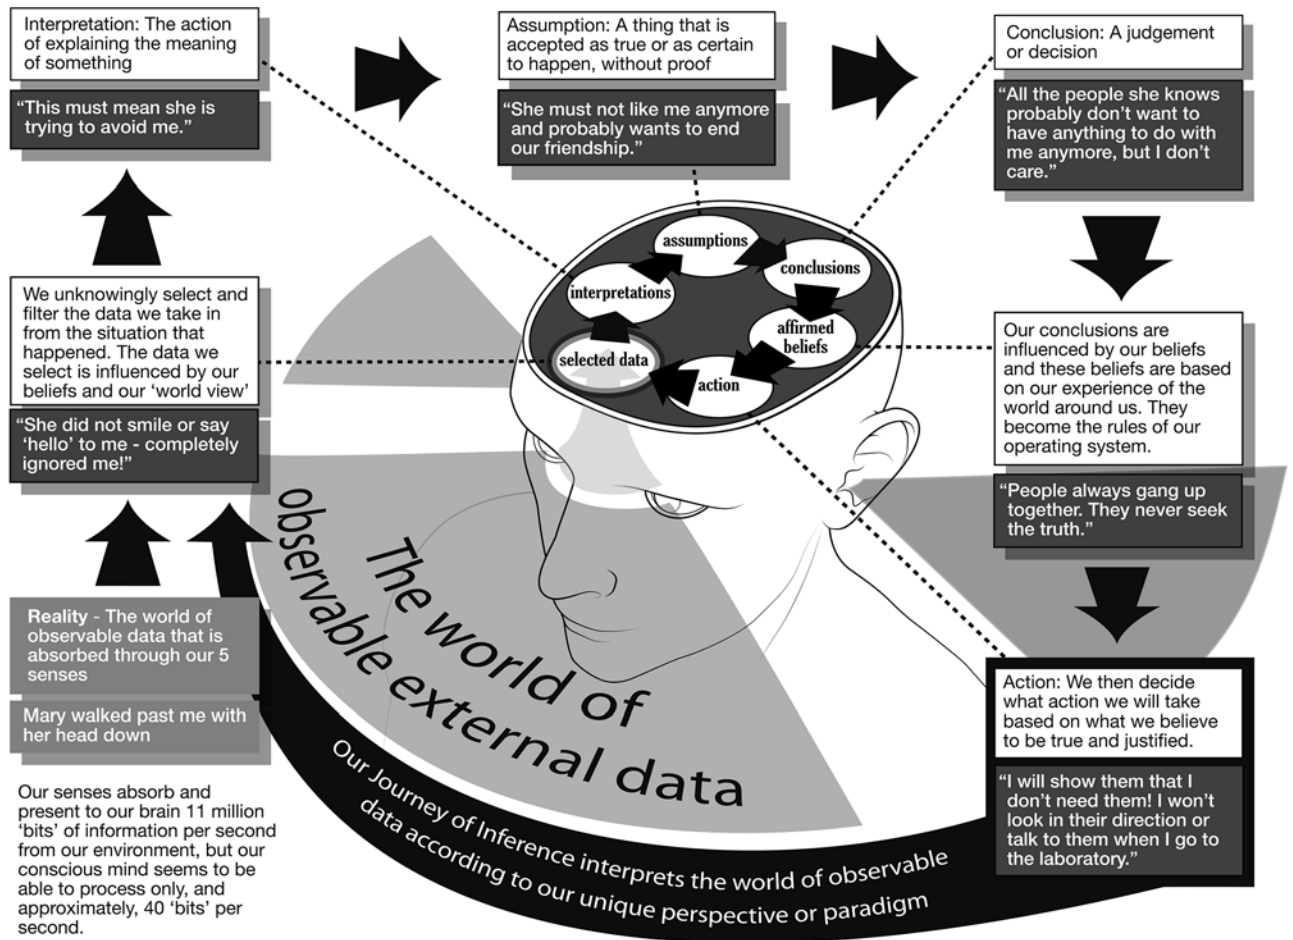 Interpretation: The action
of explaining the meaning
of something
“This must mean she is
trying to avoid me.”
Assumption: A thing that is
accepted as true or as certain
to happen, without proof
“She must not like me anymore
and probably wants to end
our friendship.”
Conclusion: A judgement
or decision
“All the people she knows
probably don’t want to
have anything to do with
me anymore, but I don’t
care.”
We unknowingly select and
filter the data we take in
from the situation that
happened. The data we
select is influenced by our
beliefs and our ‘world view’
“She did not smile or say
‘hello’ to me - completely
ignored me!”
assumptions
conclusions
interpretations
affirmed
beliefs
selected data
action
Our conclusions are
influenced by our beliefs
and these beliefs are based
on our experience of the
world around us. They
become the rules of our
operating system.
“People always gang up
together. They never seek
the truth.”
Reality - The world of
observable data that is
absorbed through our 5
senses
Mary walked past me with
her head down
Our senses absorb and
present to our brain 11 million
‘bits’ of information per second
from our environment, but our
conscious mind seems to be
able to process only, and
approximately, 40 ‘bits’ per
second.
The world of
observable external data
Our Journey of Inference interprets the world of observable
data according to our unique perspective or paradigm
Action: We then decide
what action we will take
based on what we believe
to be true and justified.
“I will show them that I
don’t need them! I won’t
look in their direction or
talk to them when I go to
the laboratory.”